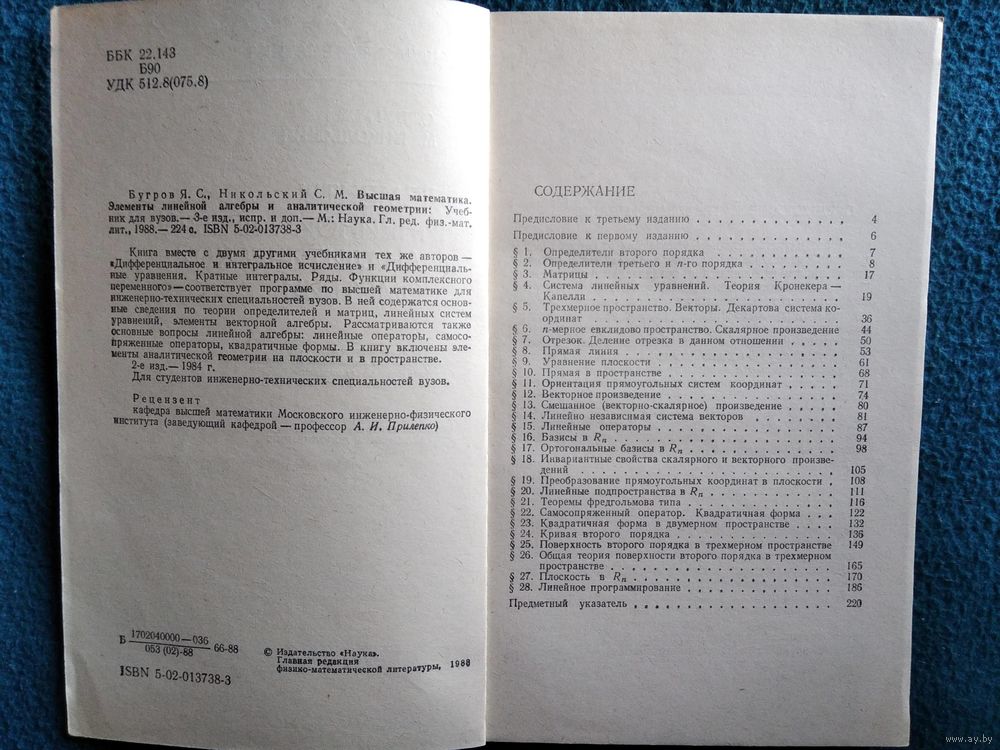 ББК 22.143
Б90
УДК 512.8(075.8)
Бугров Я. С., Никольский С. М. Высшая математика.
Элементы линейной алгебры и аналитической геометрии: Учеб-
ник для вузов.— 3-е изд., испр. и доп.— М.: Наука. Гл. ред. физ.-мат.
лит., 1988.— 224 с. ISBN 5-02-013738-3
Книга вместе с двумя другими учебниками тех же авторов —
«Дифференциальное и интегральное исчисление» и «Дифференциаль-
ные уравнения. Кратные интегралы. Ряды. Функции комплексного
переменного» — соответствует программе по высшей математике для
инженерно-технических специальностей вузов. В ней содержатся основ-
ные сведения по теории определителей и матриц, линейных систем
уравнений, элементы векторной алгебры. Рассматриваются также
основные вопросы линейной алгебры: линейные операторы, самосо-
пряженные операторы, квадратичные формы. В книгу включены эле-
менты аналитической геометрии на плоскости и в пространстве.
2-е изд.— 1984 г.
Для студентов инженерно-технических специальностей вузов.
Рецензент
кафедра высшей математики Московского инженерно-физического
института (заведующий кафедрой — профессор А. И. Прилепко)
Б 1702040000—036
053 (02)-88 66-88
ISBN 5-02-013738-3
© Издательство «Наука».
Главная редакция
физико-математической литературы, 1988
СОДЕРЖАНИЕ
Предисловие к третьему изданию . . . . . . . . . . . . 4
Предисловие к первому изданию . . . . . . . . . . . . 6
§ 1. Определители второго порядка . . . . . . . . . . 7
§ 2. Определители третьего и n-го порядка . . . . . . . 8
§ 3. Матрицы . . . . . . . . . . . . . . . . . . 17
§ 4. Система линейных уравнений. Теория Кронекера —
Капелли . . . . . . . . . . . . . . . . . . 19
§ 5. Трехмерное пространство. Векторы. Декартова система ко-
ординат . . . . . . . . . . . . . . . . . . 36
§ 6. n-мерное евклидово пространство. Скалярное произведение 44
§ 7. Отрезок. Деление отрезка в данном отношении . . . . 50
§ 8. Прямая линия . . . . . . . . . . . . . . . . 53
§ 9. Уравнение плоскости . . . . . . . . . . . . . 61
§ 10. Прямая в пространстве . . . . . . . . . . . . 68
§ 11. Ориентация прямоугольных систем координат . . . . 71
§ 12. Векторное произведение . . . . . . . . . . . . 74
§ 13. Смешанное (векторно-скалярное) произведение . . . . 80
§ 14. Линейно независимая система векторов . . . . . . 81
§ 15. Линейные операторы . . . . . . . . . . . . . 87
§ 16. Базисы в Rn . . . . . . . . . . . . . . . . 94
§ 17. Ортогональные базисы в Rn . . . . . . . . . . . 98
§ 18. Инвариантные свойства скалярного и векторного произве-
дений . . . . . . . . . . . . . . . . . . . 105
§ 19. Преобразование прямоугольных координат в плоскости . 108
§ 20. Линейные подпространства в Rn . . . . . . . . . 111
§ 21. Теоремы фредгольмова типа . . . . . . . . . . . 116
§ 22. Самосопряженный оператор. Квадратичная форма . . . 122
§ 23. Квадратичная форма в двумерном пространстве . . . . 132
§ 24. Кривая второго порядка . . . . . . . . . . . . 136
§ 25. Поверхность второго порядка в трехмерном пространстве 149
§ 26. Общая теория поверхности второго порядка в трехмерном
пространстве . . . . . . . . . . . . . . . . 165
§ 27. Плоскость в Rn . . . . . . . . . . . . . . . 170
§ 28. Линейное программирование . . . . . . . . . . . 186
Предметный указатель . . . . . . . . . . . . . . . 220
www.ay.by